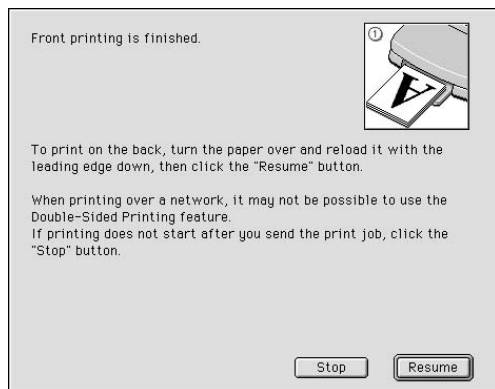 Front printing is finished.
1
A
To print on the back, turn the paper over and reload it with the
leading edge down, then click the "Resume" button.
When printing over a network, it may not be possible to use the
Double-Sided Printing feature.
If printing does not start after you send the print job, click the
"Stop" button.
Stop
Resume